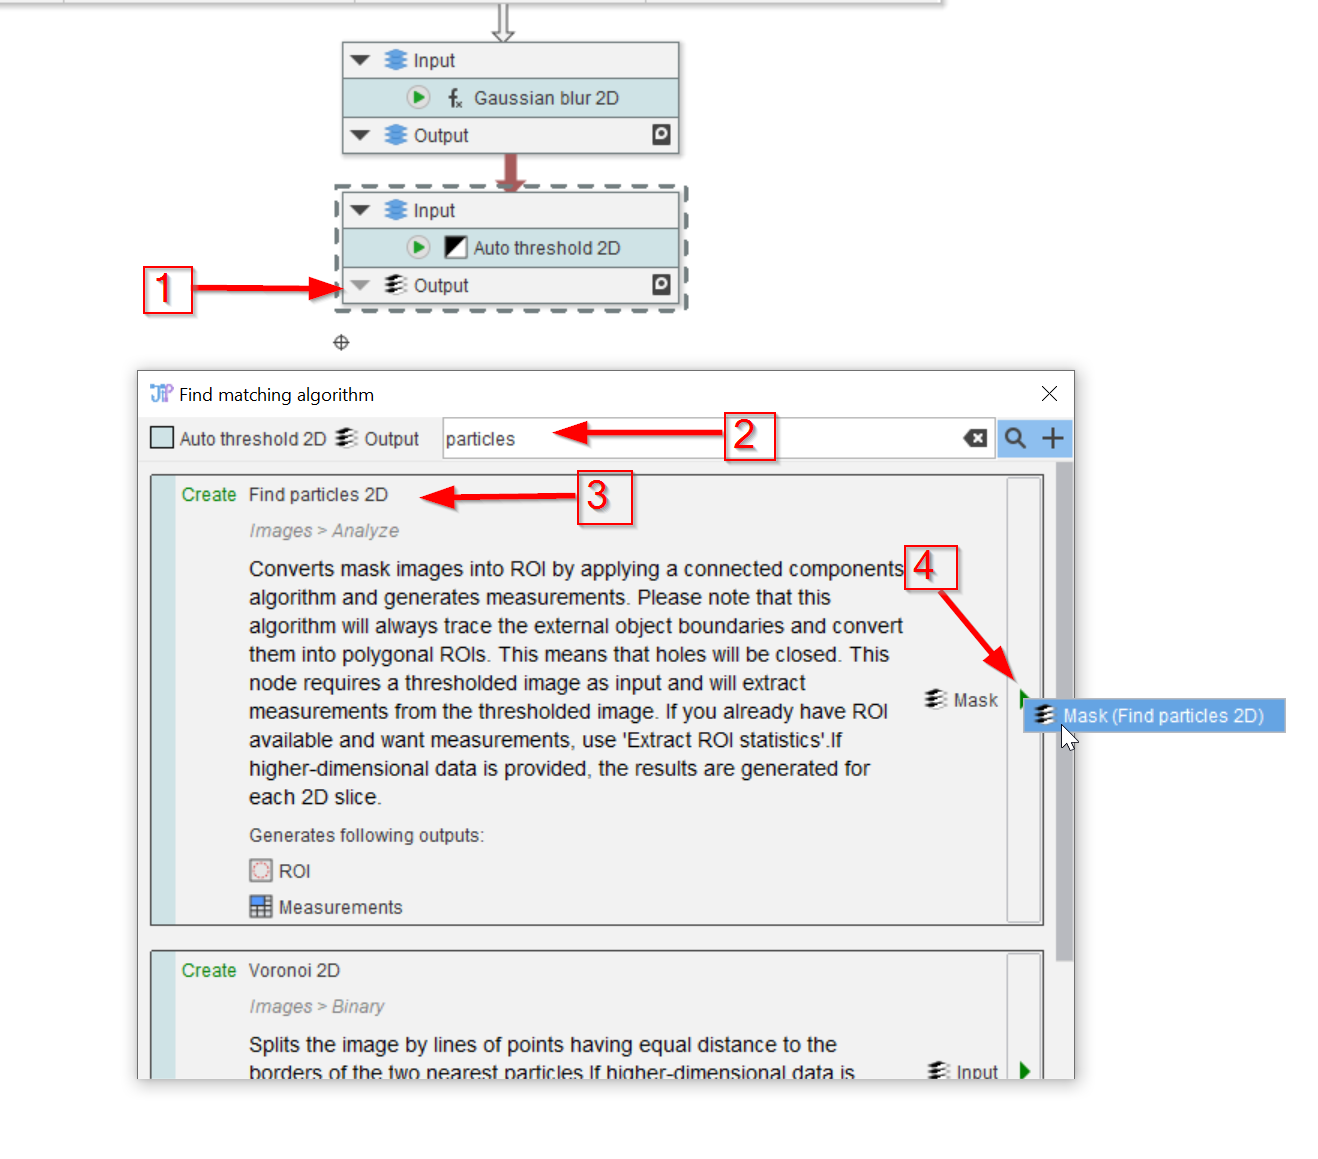 Input
Gaussian blur 2D
Output
Input
Auto threshold 2D
1
Output
JIP Find matching algorithm
Auto threshold 2D Output particles 2
Create Find particles 2D 3
Images > Analyze
4
Converts mask images into ROI by applying a connected components
algorithm and generates measurements. Please note that this
algorithm will always trace the external object boundaries and convert
them into polygonal ROIs. This means that holes will be closed. This
node requires a thresholded image as input and will extract
measurements from the thresholded image. If you already have ROI
available and want measurements, use 'Extract ROI statistics'.If
higher-dimensional data is provided, the results are generated for
each 2D slice.
Mask
Mask (Find particles 2D)
Generates following outputs:
ROI
Measurements
Create Voronoi 2D
Images > Binary
Splits the image by lines of points having equal distance to the
borders of the two nearest particles.If higher-dimensional data is
Input